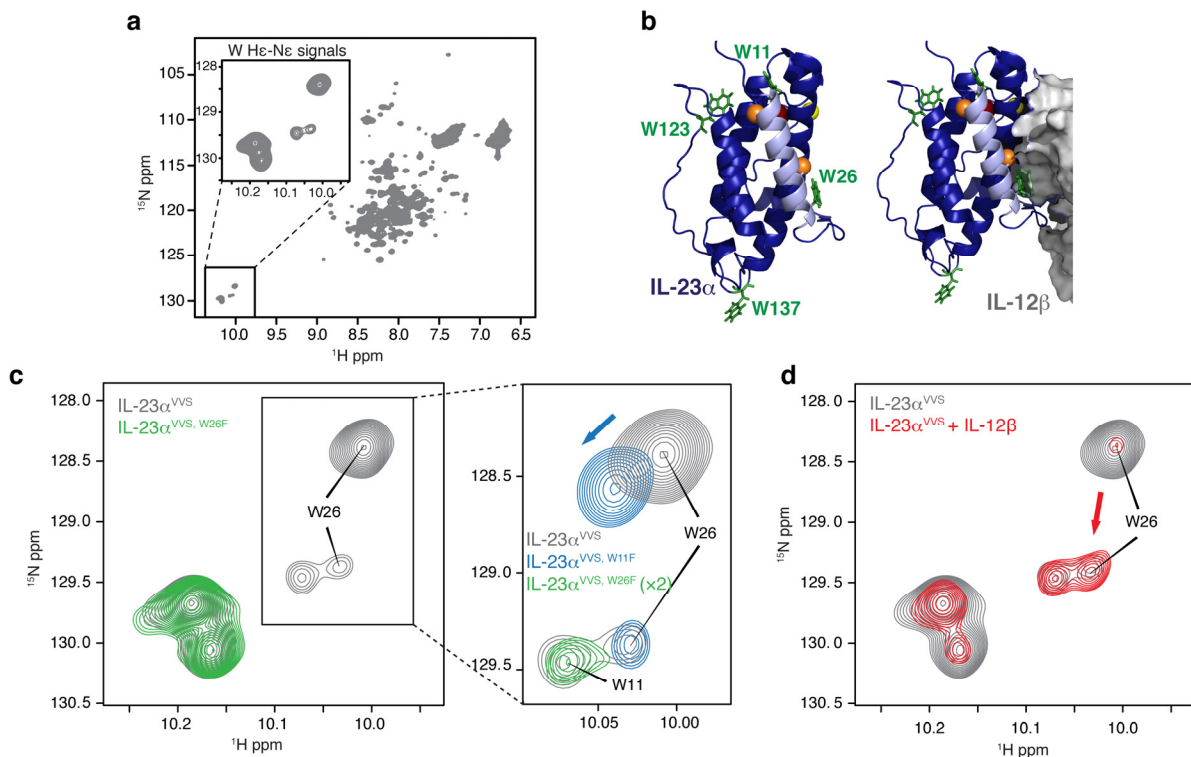 a
W Hε-Nε signals
128
129
130
10.2
10.1
10.0
105
110
115
120
125
130
¹⁵N ppm
10.0 9.5 9.0 8.5 8.0 7.5 7.0 6.5
¹H ppm
b
W11
W123
W26
IL-23α
W137
IL-12β
c
IL-23αVVS
IL-23αVVS, W26F
W26
128.0
128.5
129.0
129.5
130.0
130.5
¹⁵N ppm
10.2 10.1 10.0
¹H ppm
128.5
129.0
129.5
W26
IL-23αVVS
IL-23αVVS, W11F
IL-23αVVS, W26F (×2)
W11
10.05 10.00
¹H ppm
d
IL-23αVVS
IL-23αVVS + IL-12β
W26
128.0
128.5
129.0
129.5
130.0
130.5
¹⁵N ppm
10.2 10.1 10.0
¹H ppm